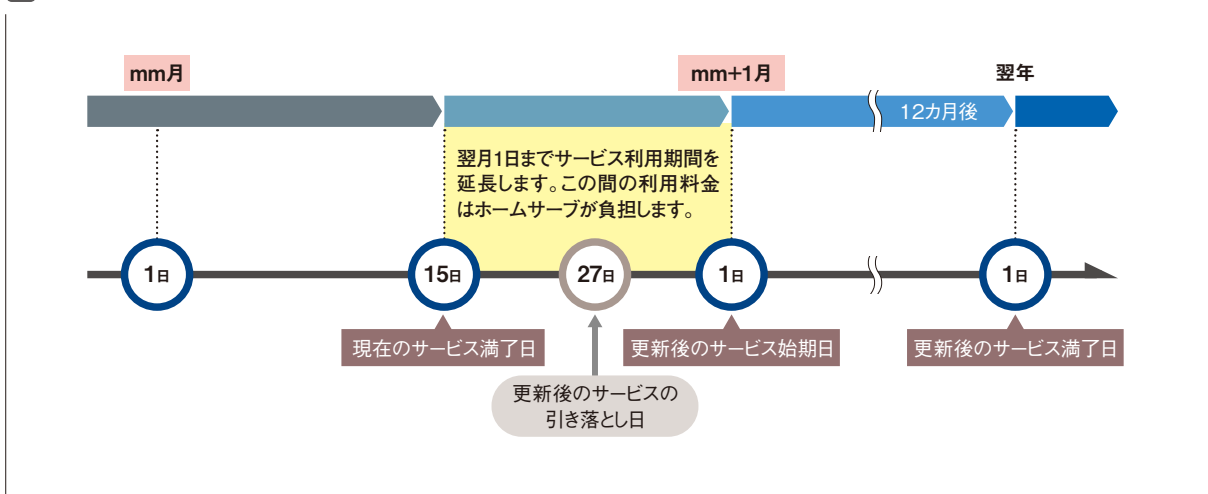 mm月
mm+1月
翌年
12カ月後
翌月1日までサービス利用期間を
延長します。この間の利用料金
はホームサーブが負担します。
1日
15日
27日
1日
1日
現在のサービス満了日
更新後のサービス始期日
更新後のサービス満了日
更新後のサービスの
引き落とし日